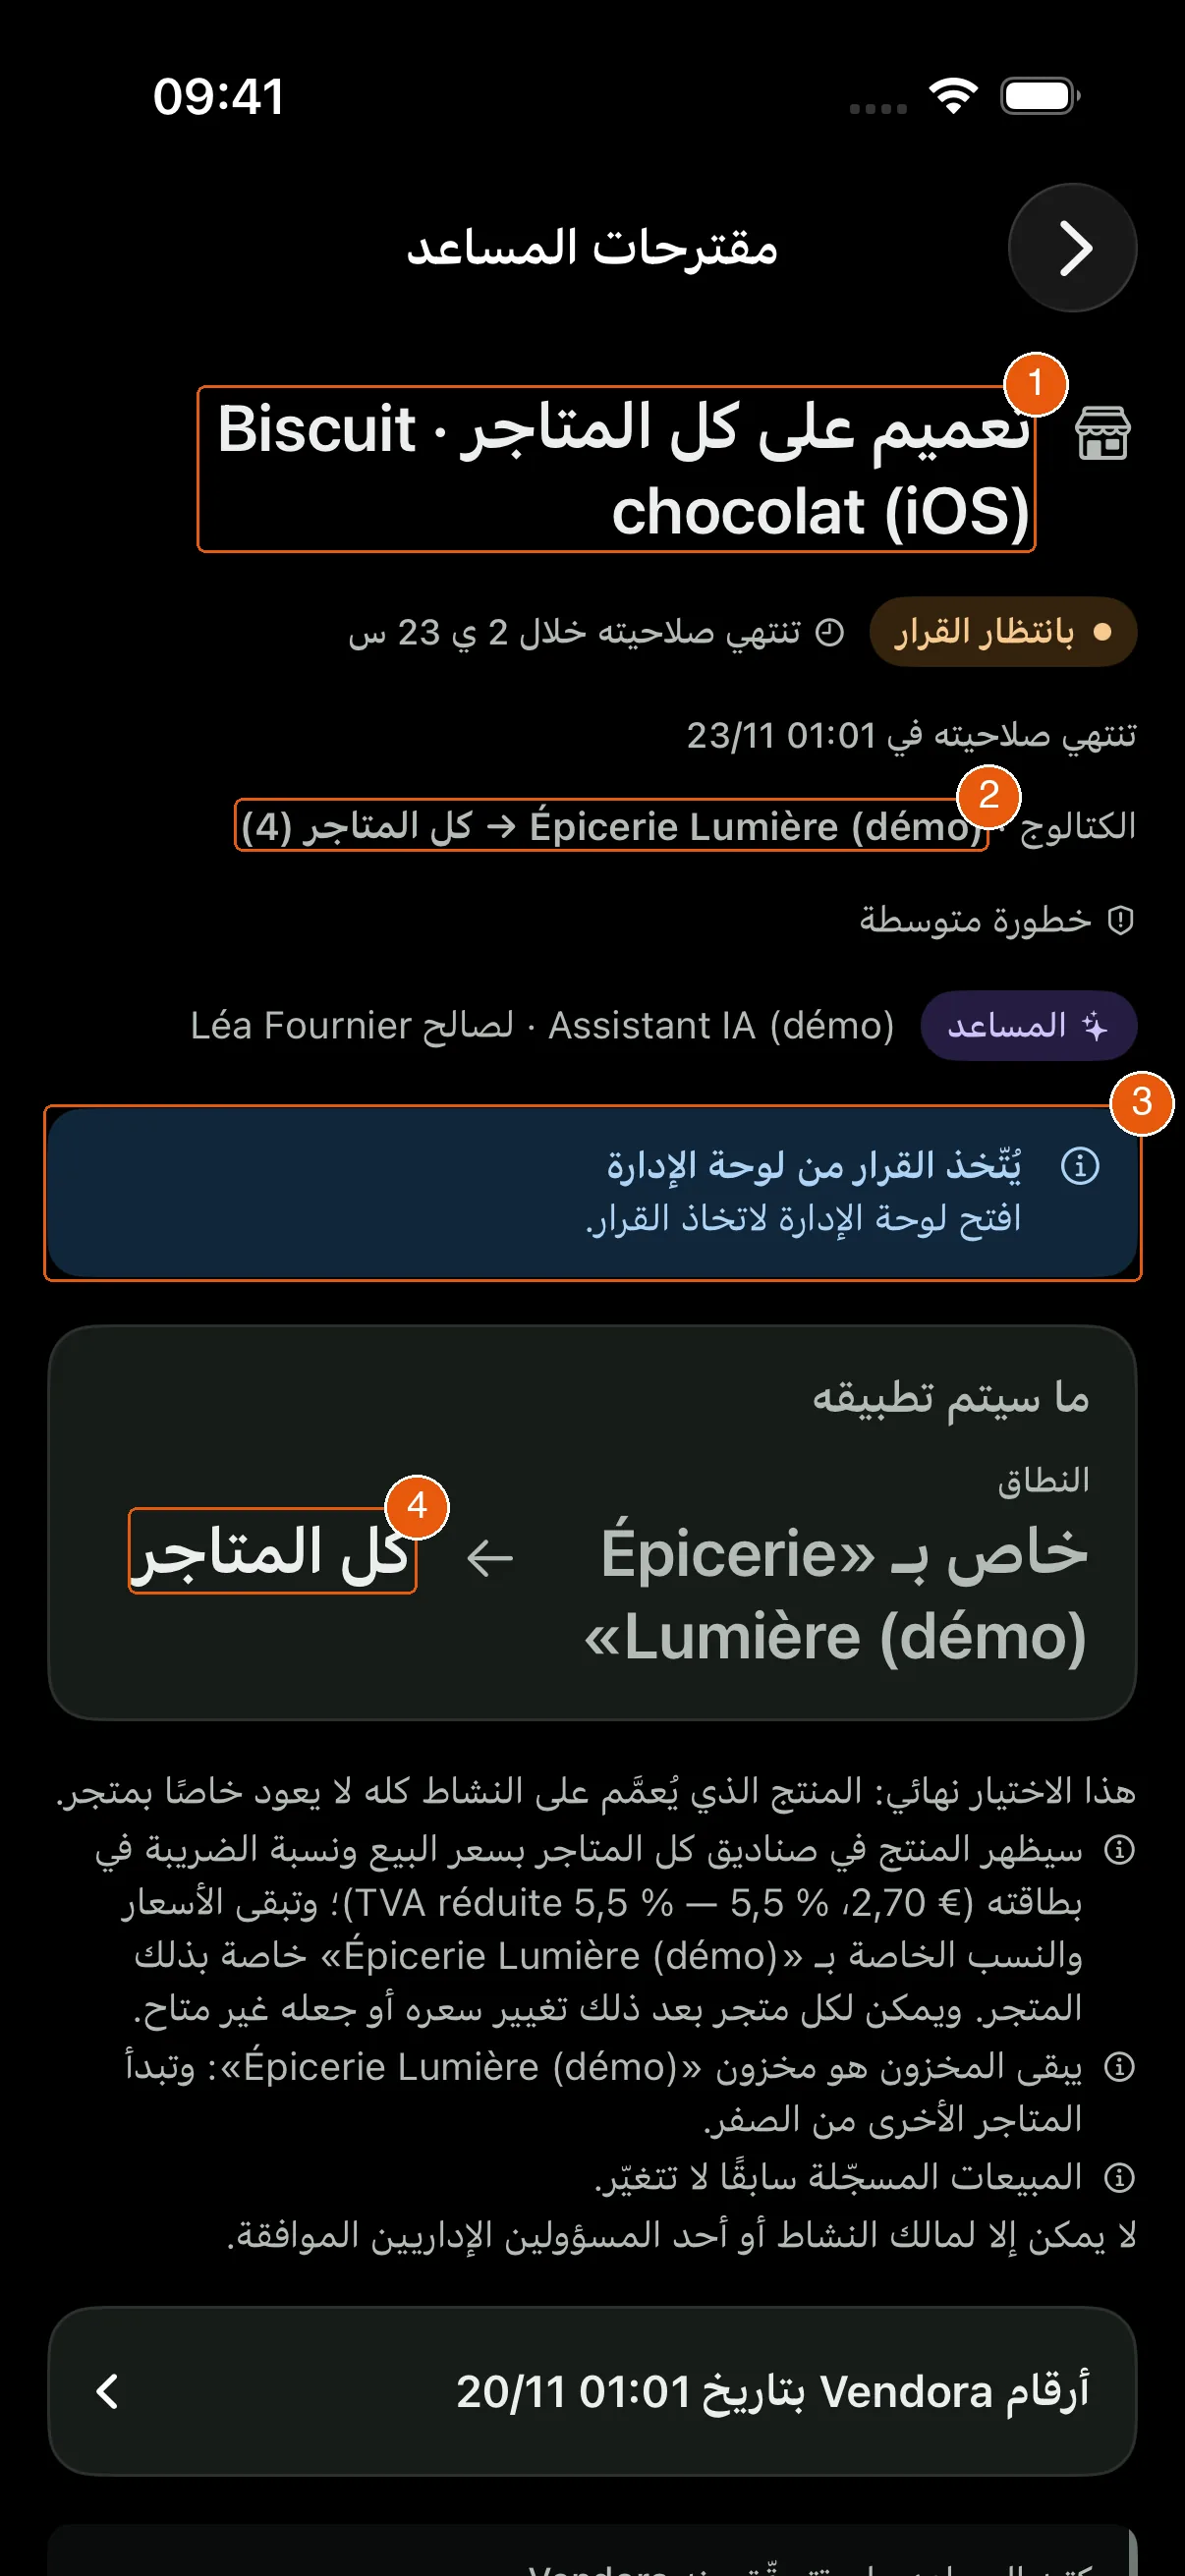 09:41
مقترحات المساعد
1
تعميم على كل المتاجر · Biscuit
chocolat (iOS)
بانتظار القرار
تنتهي صلاحيته خلال 2 ي 23 س
تنتهي صلاحيته في 01:01 23/11
2
الكتالوج · Épicerie Lumière (démo) → كل المتاجر (4)
خطورة متوسطة
المساعد
Assistant IA (démo) · لصالح Léa Fournier
3
يُتّخذ القرار من لوحة الإدارة
افتح لوحة الإدارة لاتخاذ القرار.
ما سيتم تطبيقه
النطاق
4
خاص بـ «Épicerie
Lumière (démo)»
←
كل المتاجر
هذا الاختيار نهائي: المنتج الذي يُعمَّم على النشاط كله لا يعود خاصًا بمتجر.
سيظهر المنتج في صناديق كل المتاجر بسعر البيع ونسبة الضريبة في
بطاقته (2,70 €، TVA réduite 5,5 % — 5,5 %)؛ وتبقى الأسعار
والنسب الخاصة بـ «Épicerie Lumière (démo)» خاصة بذلك
المتجر. ويمكن لكل متجر بعد ذلك تغيير سعره أو جعله غير متاح.
يبقى المخزون هو مخزون «Épicerie Lumière (démo)»: وتبدأ
المتاجر الأخرى من الصفر.
المبيعات المسجّلة سابقًا لا تتغيّر.
لا يمكن إلا لمالك النشاط أو أحد المسؤولين الإداريين الموافقة.
أرقام Vendora بتاريخ 01:01 20/11